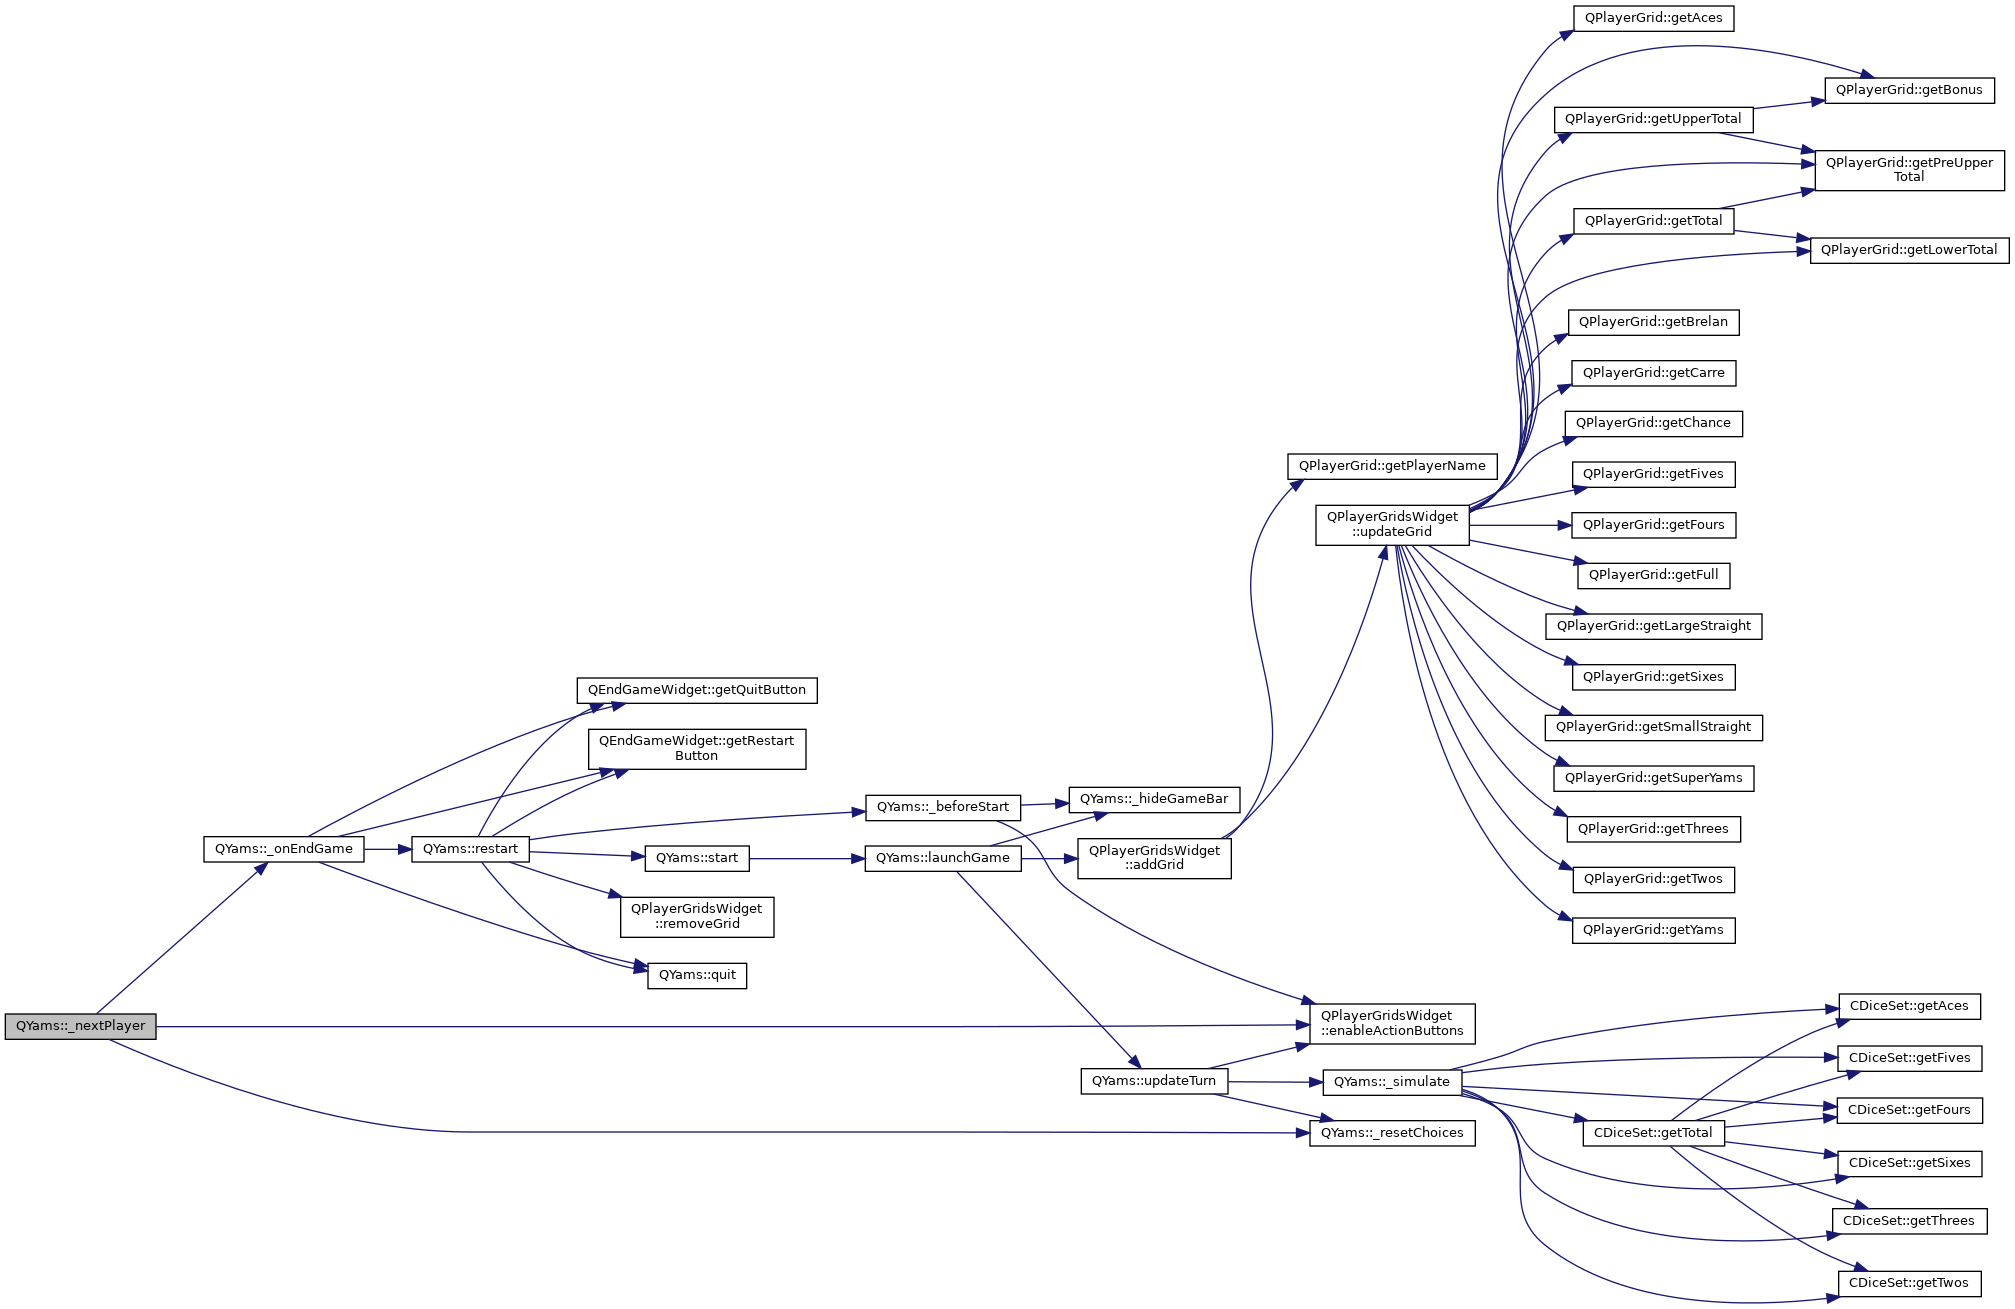 QPlayerGrid::getAces
QPlayerGrid::getBonus
QPlayerGrid::getUpperTotal
QPlayerGrid::getPreUpper
Total
QPlayerGrid::getTotal
QPlayerGrid::getLowerTotal
QPlayerGrid::getBrelan
QPlayerGrid::getCarre
QPlayerGrid::getChance
QPlayerGrid::getPlayerName
QPlayerGrid::getFives
QPlayerGridsWidget
::updateGrid
QPlayerGrid::getFours
QPlayerGrid::getFull
QPlayerGrid::getLargeStraight
QPlayerGrid::getSixes
QEndGameWidget::getQuitButton
QPlayerGrid::getSmallStraight
QEndGameWidget::getRestart
Button
QPlayerGrid::getSuperYams
QYams::_beforeStart
QYams::_hideGameBar
QPlayerGrid::getThrees
QYams::_onEndGame
QYams::restart
QYams::start
QYams::launchGame
QPlayerGridsWidget
::addGrid
QPlayerGrid::getTwos
QPlayerGridsWidget
::removeGrid
QPlayerGrid::getYams
QYams::quit
CDiceSet::getAces
QYams::_nextPlayer
QPlayerGridsWidget
::enableActionButtons
CDiceSet::getFives
QYams::updateTurn
QYams::_simulate
CDiceSet::getFours
QYams::_resetChoices
CDiceSet::getTotal
CDiceSet::getSixes
CDiceSet::getThrees
CDiceSet::getTwos